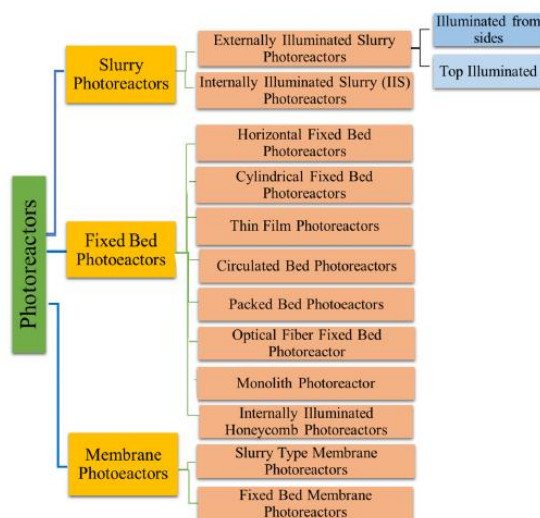 Photoreactors
Slurry
Photoreactors
Externally Illuminated Slurry
Photoreactors
Illuminated from
sides
Top Illuminated
Internally Illuminated Slurry (IIS)
Photoreactors
Fixed Bed
Photoeactors
Horizontal Fixed Bed
Photoreactors
Cylindrical Fixed Bed
Photoreactors
Thin Film Photoreactors
Circulated Bed Photoreactors
Packed Bed Photoeactors
Optical Fiber Fixed Bed
Photoreactor
Monolith Photoreactor
Internally Illuminated
Honeycomb Photoreactors
Membrane
Photoeactors
Slurry Type Membrane
Photoreactors
Fixed Bed Membrane
Photoreactors